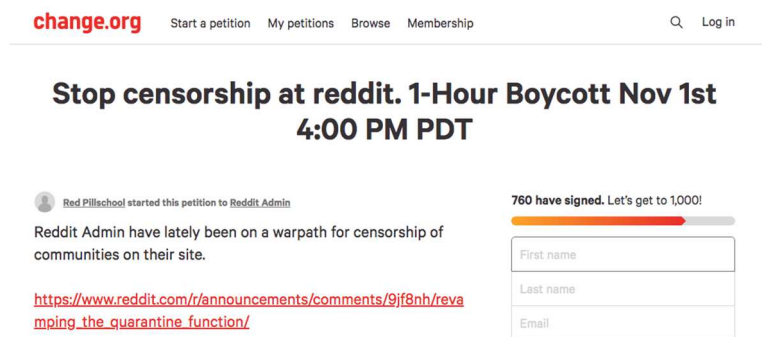 change.org Start a petition My petitions Browse Membership Log in
Stop censorship at reddit. 1-Hour Boycott Nov 1st
4:00 PM PDT
Red Pillschool started this petition to Reddit Admin
Reddit Admin have lately been on a warpath for censorship of
communities on their site.
https://www.reddit.com/r/announcements/comments/9jf8nh/reva
mping_the_quarantine_function/
760 have signed. Let's get to 1,000!
First name
Last name
Email